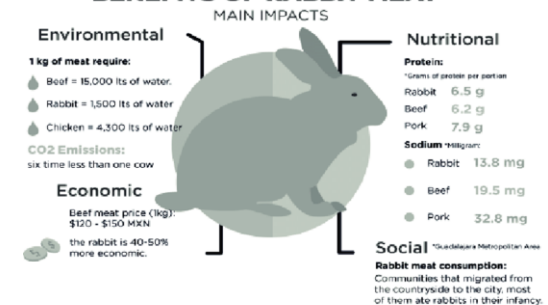 MAIN IMPACTS
Environmental
1 kg of meat require:
Beef = 15,000 lts of water.
Rabbit = 1,500 lts of water
Chicken = 4,300 lts of water
CO2 Emissions:
six time less than one cow
Economic
Beef meat price (1kg):
$120 - $150 MXN
the rabbit is 40-50%
more economic.
Nutritional
Protein:
*Grams of protein per portion
Rabbit 6.5 g
Beef 6.2 g
Pork 7.9 g
Sodium *Miligram:
Rabbit 13.8 mg
Beef 19.5 mg
Pork 32.8 mg
Social *Guadalajara Metropolitan Area
Rabbit meat consumption:
Communities that migrated from
the countryside to the city, most
of them ate rabbits in their infancy.